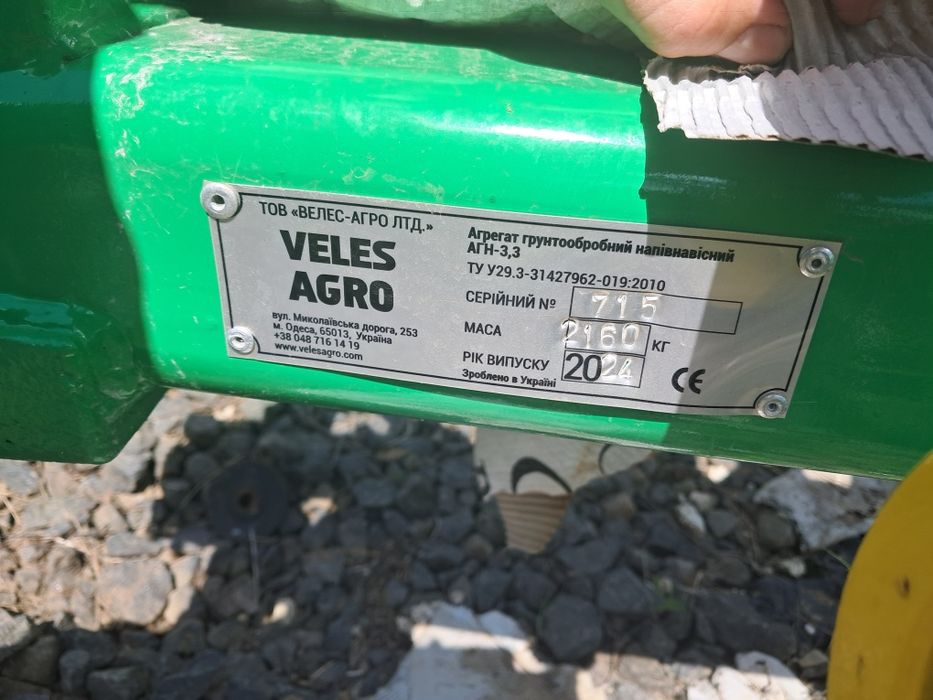 ТОВ «ВЕЛЕС-АГРО ЛТД.»
VELES
AGRO
вул. Миколаївська дорога, 253
м. Одеса, 65013, Україна
+38 048 716 14 19
www.velesagro.com
Агрегат грунтообробний напівнавісний
АГН-3,3
ТУ У29.3-31427962-019:2010
СЕРІЙНИЙ № 715
МАСА 2160 КГ
РІК ВИПУСКУ 2024
Зроблено в Україні CE